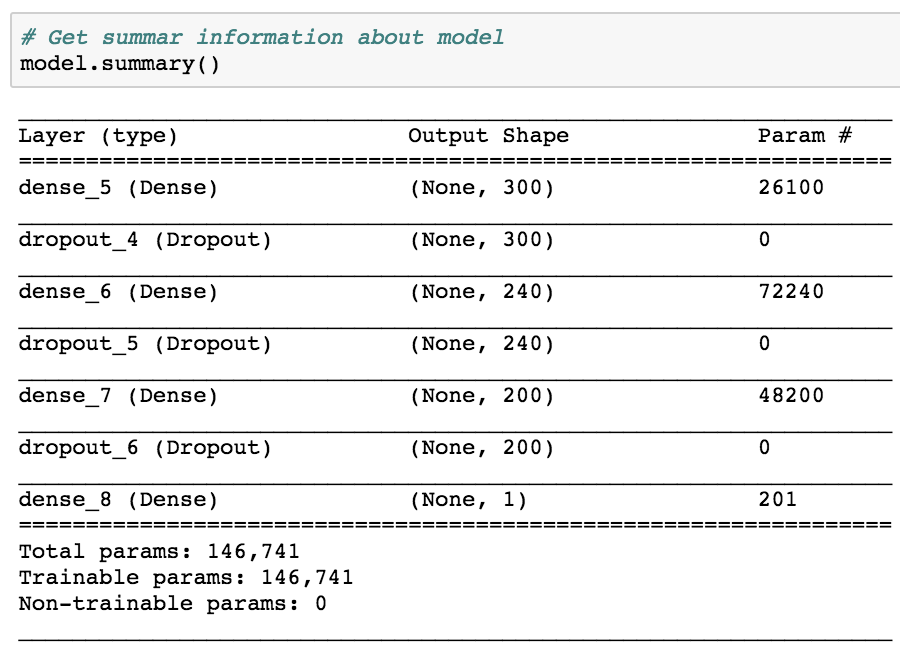 # Get summar information about model
model.summary()
Layer (type) Output Shape Param #
=================================================================
dense_5 (Dense) (None, 300) 26100
dropout_4 (Dropout) (None, 300) 0
dense_6 (Dense) (None, 240) 72240
dropout_5 (Dropout) (None, 240) 0
dense_7 (Dense) (None, 200) 48200
dropout_6 (Dropout) (None, 200) 0
dense_8 (Dense) (None, 1) 201
=================================================================
Total params: 146,741
Trainable params: 146,741
Non-trainable params: 0